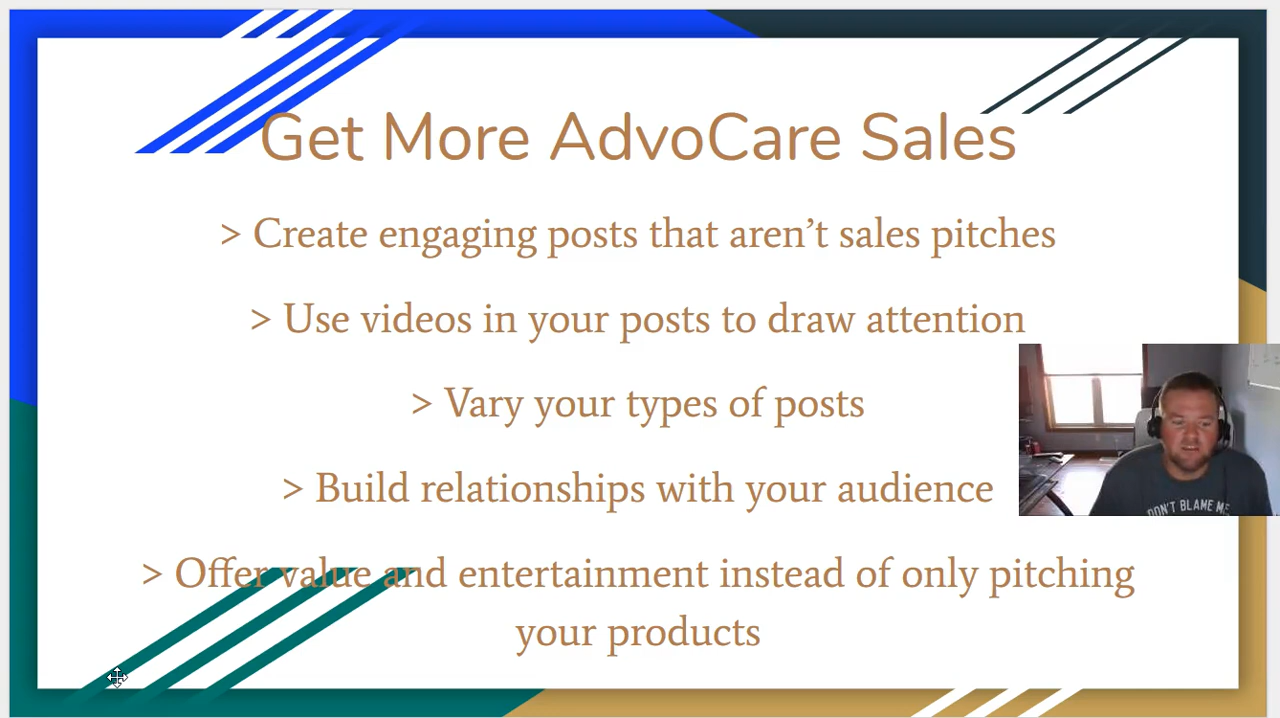 Get More AdvoCare Sales
> Create engaging posts that aren’t sales pitches
> Use videos in your posts to draw attention
> Vary your types of posts
> Build relationships with your audience
> Offer value and entertainment instead of only pitching
your products
DON'T BLAME ME